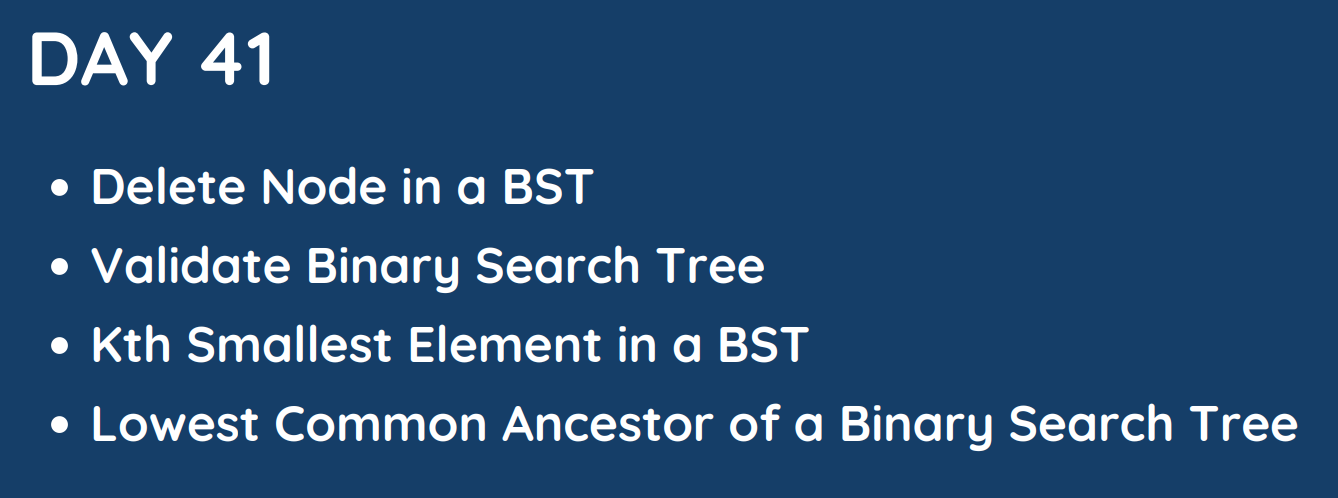 DAY 41
• Delete Node in a BST
• Validate Binary Search Tree
• Kth Smallest Element in a BST
• Lowest Common Ancestor of a Binary Search Tree